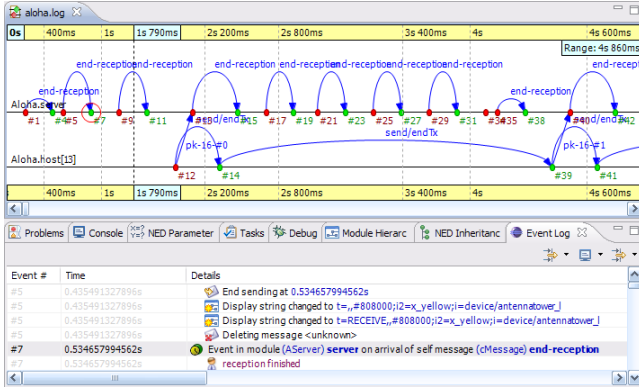 aloha.log
0s 400ms 1s 1s 790ms 2s 200ms 2s 800ms 3s 400ms 4s 4s 600ms
Range: 4s 860ms
end-reception end-reception end-reception end-reception end-reception end-reception end-reception end-reception end-recept
Aloha.server
#1 #4 #5 #7 #9 #11 #15 #17 #19 #21 #23 #25 #27 #29 #31 #35 #38 #40 #42
send/endTx send/endTx send/endTx
pk-16-#0 pk-16-#1
Aloha.host[13]
#12 #14 #39 #41
400ms 1s 1s 790ms 2s 200ms 2s 800ms 3s 400ms 4s 4s 600ms
Problems Console NED Parameter Tasks Debug Module Hierarc NED Inheritanc Event Log
Event # Time Details
#5 0.435491327896s End sending at 0.534657994562s
#5 0.435491327896s Display string changed to t=,,#808000;i2=x_yellow;i=device/antennatower_l
#5 0.435491327896s Display string changed to t=RECEIVE,,#808000;i2=x_yellow;i=device/antennatower_l
#5 0.435491327896s Deleting message <unknown>
#7 0.534657994562s Event in module (AServer) server on arrival of self message (cMessage) end-reception
#7 0.534657994562s reception finished